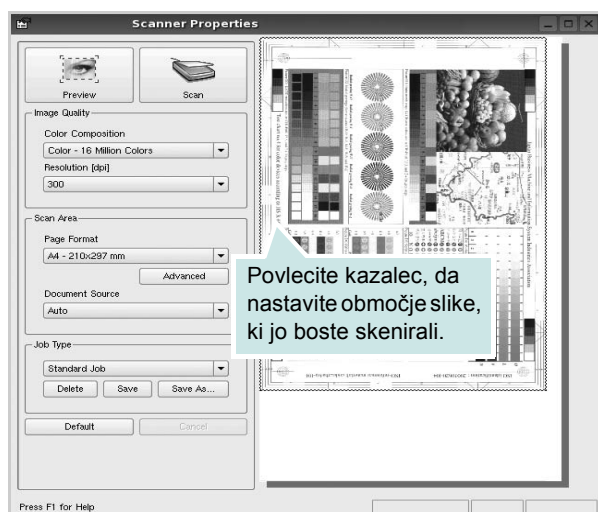 Scanner Properties
Preview
Scan
Image Quality
Color Composition
Color - 16 Million Colors
Resolution [dpi]
300
Scan Area
Page Format
A4 - 210x297 mm
Advanced
Document Source
Auto
Job Type
Standard Job
Delete
Save
Save As...
Default
Cancel
Press F1 for Help
Povlecite kazalec, da
nastavite območje slike,
ki jo boste skenirali.